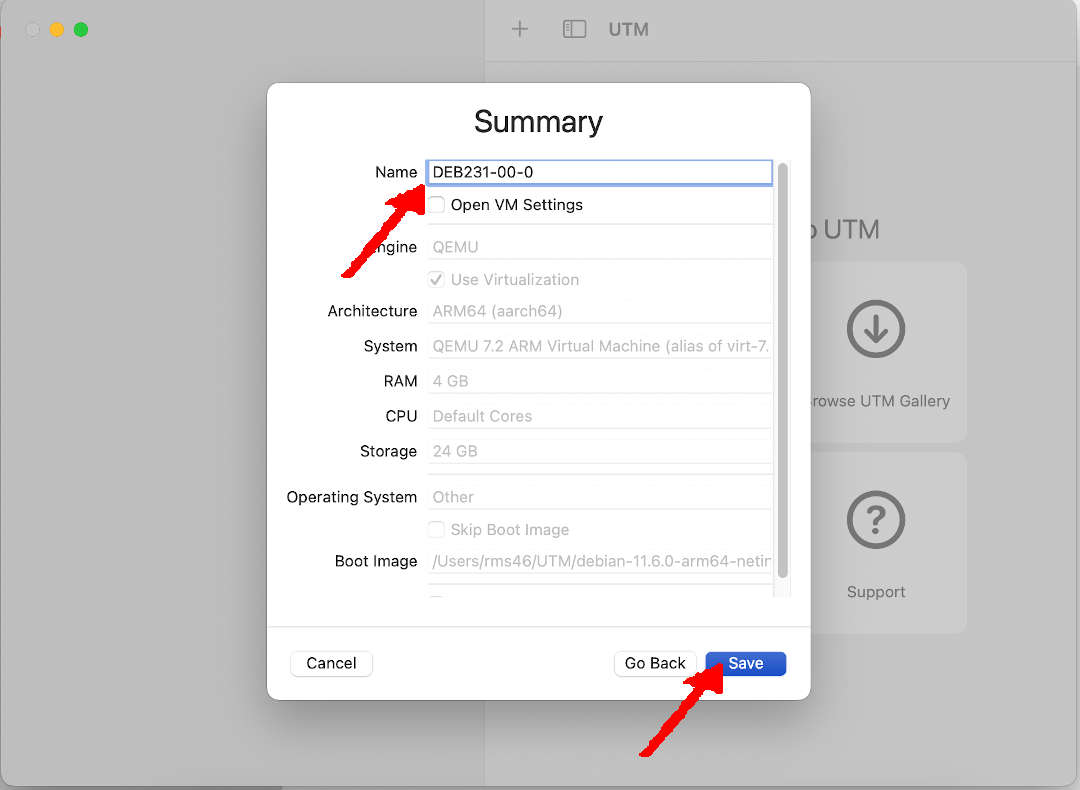 UTM
Summary
Name DEB231-00-0
Open VM Settings
ngine QEMU
Use Virtualization
Architecture ARM64 (aarch64)
System QEMU 7.2 ARM Virtual Machine (alias of virt-7.
RAM 4 GB
CPU Default Cores
Storage 24 GB
Operating System Other
Skip Boot Image
Boot Image /Users/rms46/UTM/debian-11.6.0-arm64-netin
Cancel
Go Back
Save
o UTM
rowse UTM Gallery
Support